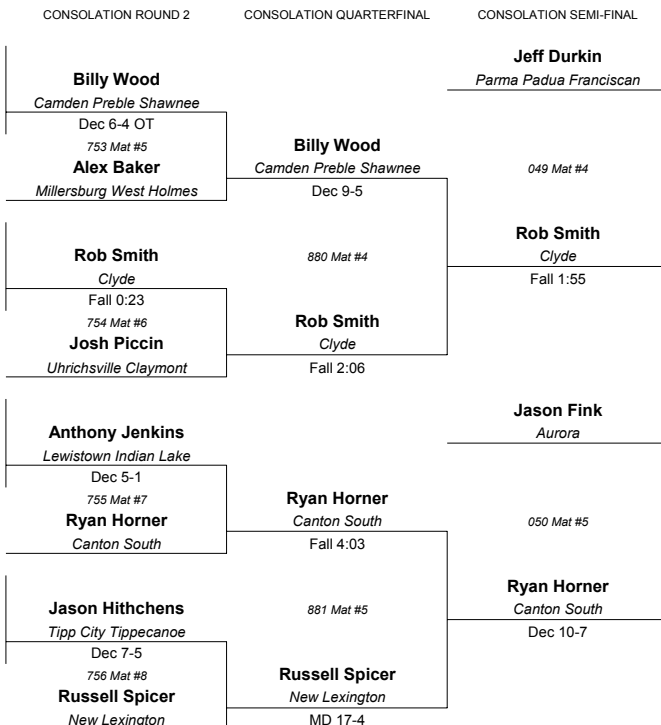 CONSOLATION ROUND 2
CONSOLATION QUARTERFINAL
CONSOLATION SEMI-FINAL
Billy Wood
Camden Preble Shawnee
Dec 6-4 OT
753 Mat #5
Alex Baker
Millersburg West Holmes
Rob Smith
Clyde
Fall 0:23
754 Mat #6
Josh Piccin
Uhrichsville Claymont
Anthony Jenkins
Lewistown Indian Lake
Dec 5-1
755 Mat #7
Ryan Horner
Canton South
Jason Hithchens
Tipp City Tippecanoe
Dec 7-5
756 Mat #8
Russell Spicer
New Lexington
Billy Wood
Camden Preble Shawnee
Dec 9-5
880 Mat #4
Rob Smith
Clyde
Fall 2:06
Ryan Horner
Canton South
Fall 4:03
881 Mat #5
Russell Spicer
New Lexington
MD 17-4
Jeff Durkin
Parma Padua Franciscan
049 Mat #4
Rob Smith
Clyde
Fall 1:55
Jason Fink
Aurora
050 Mat #5
Ryan Horner
Canton South
Dec 10-7